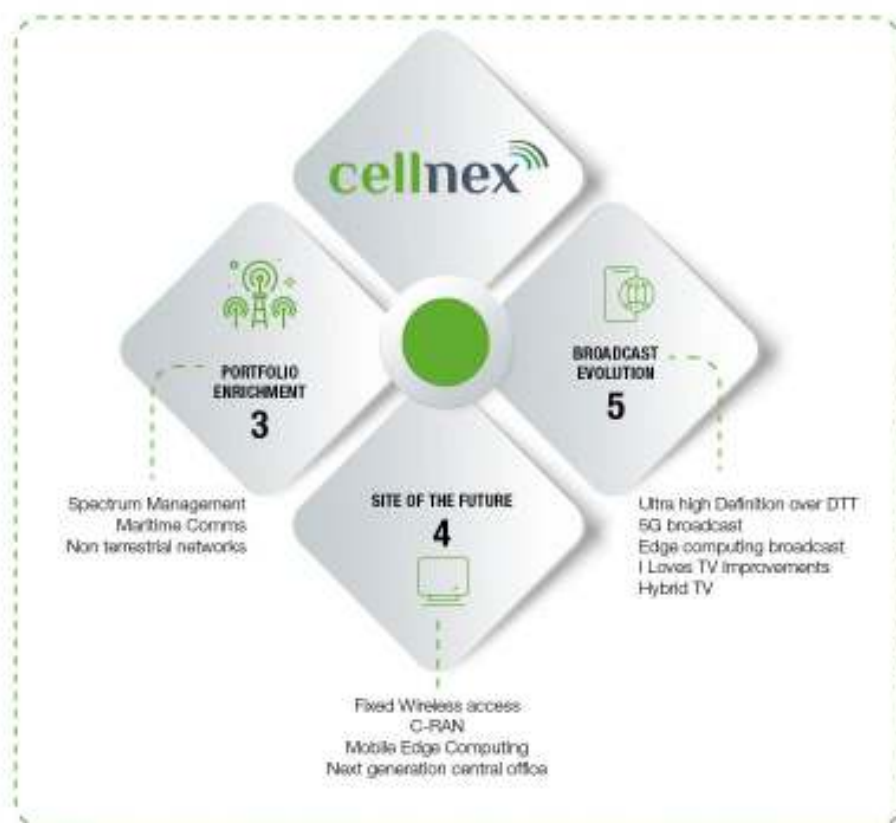 cellnex
PORTFOLIO
ENRICHMENT
3
Spectrum Management
Maritime Comms
Non terrestrial networks
SITE OF THE FUTURE
4
Fixed Wireless access
C-RAN
Mobile Edge Computing
Next generation central office
BROADCAST
EVOLUTION
5
Ultra high Definition over DTT
5G broadcast
Edge computing broadcast
I Loves TV Improvements
Hybrid TV